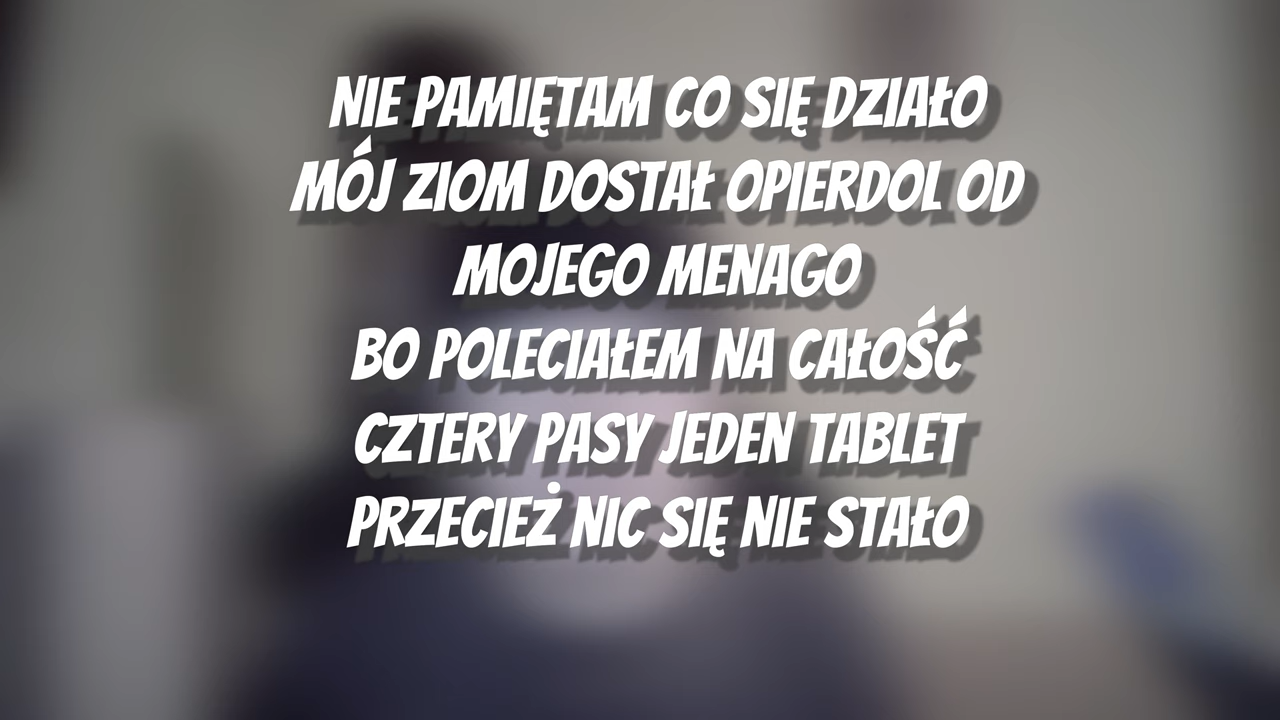 NIE PAMIĘTAM CO SIĘ DZIAŁO
MÓJ ZIOM DOSTAŁ OPIERDOL OD
MOJEGO MENAGO
BO POLECIAŁEM NA CAŁOŚĆ
CZTERY PASY JEDEN TABLET
PRZECIEŻ NIC SIĘ NIE STAŁO